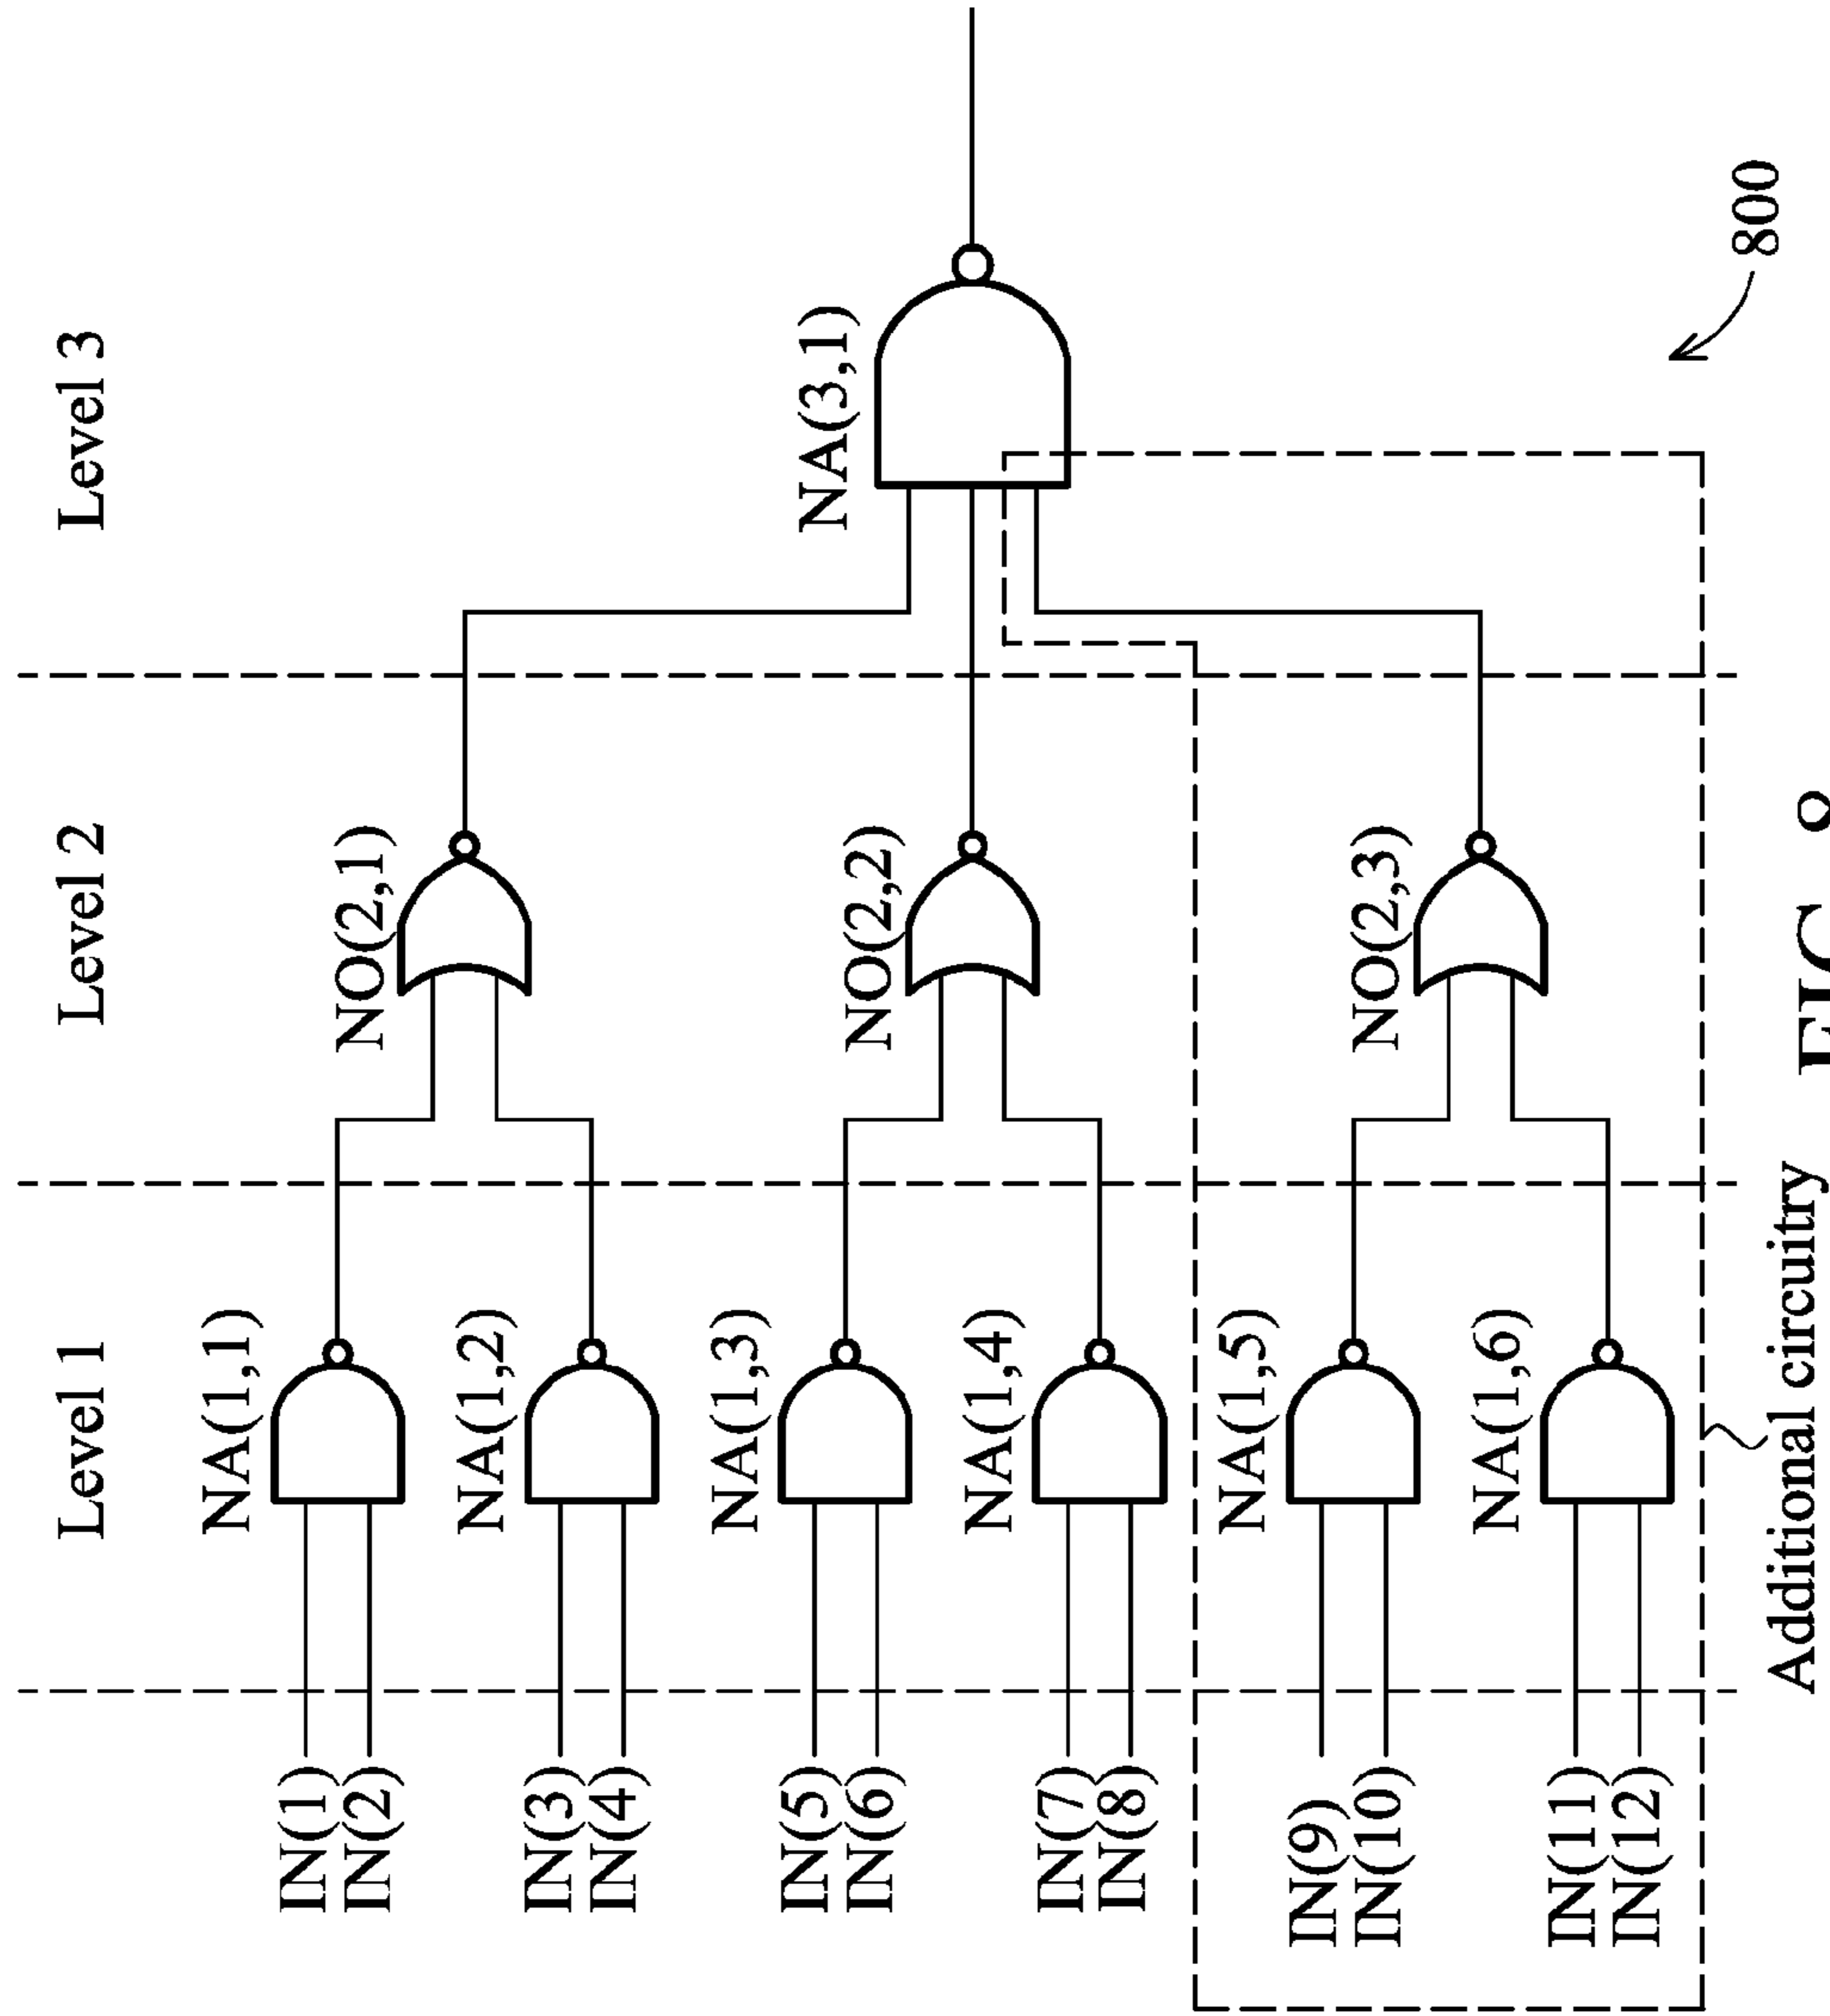 Level 1
Level 2
Level 3
NA(1,1)
IN(1)
IN(2)
NO(2,1)
NA(1,2)
IN(3)
IN(4)
NA(1,3)
IN(5)
IN(6)
NA(3,1)
NO(2,2)
NA(1,4)
IN(7)
IN(8)
NA(1,5)
IN(9)
IN(10)
NO(2,3)
NA(1,6)
IN(11)
IN(12)
800
Additional circuitry